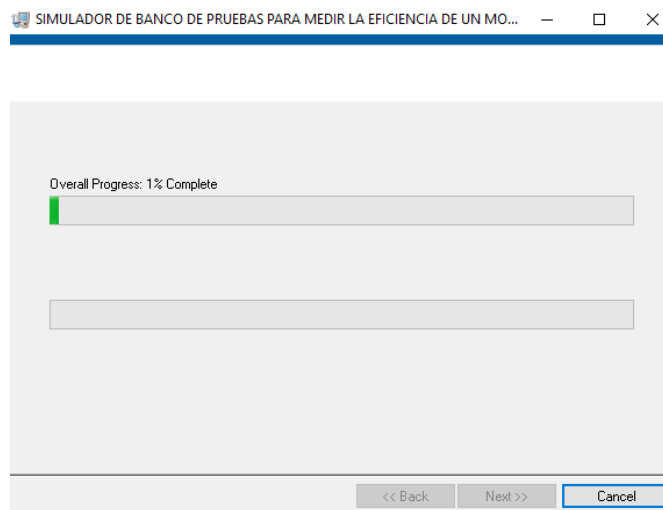 SIMULADOR DE BANCO DE PRUEBAS PARA MEDIR LA EFICIENCIA DE UN MO...
Overall Progress: 1% Complete
<< Back Next >> Cancel